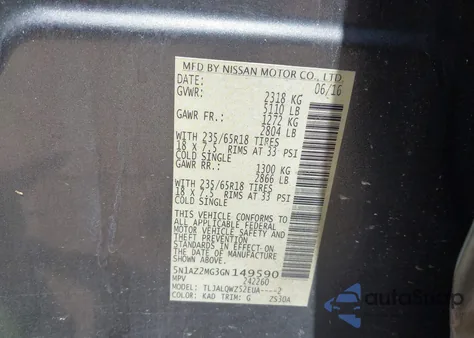 MFD BY NISSAN MOTOR CO., LTD.
DATE: 06/16
GVWR: 2318 KG
5110 LB
GAWR FR.: 1272 KG
2804 LB
WITH 235/65R18 TIRES
18 x 7.5 RIMS AT 33 PSI
COLD SINGLE
GAWR RR.: 1300 KG
2866 LB
WITH 235/65R18 TIRES
18 x 7.5 RIMS AT 33 PSI
COLD SINGLE
THIS VEHICLE CONFORMS TO
ALL APPLICABLE FEDERAL
MOTOR VEHICLE SAFETY AND
THEFT PREVENTION
STANDARDS IN EFFECT ON
THE DATE OF MANUFACTURE
SHOWN ABOVE.
5N1AZ2MG3GN149590
MPV 242260
MODEL: TLJALQWZ52EUA----2
COLOR: KAD TRIM: G
autoSnap